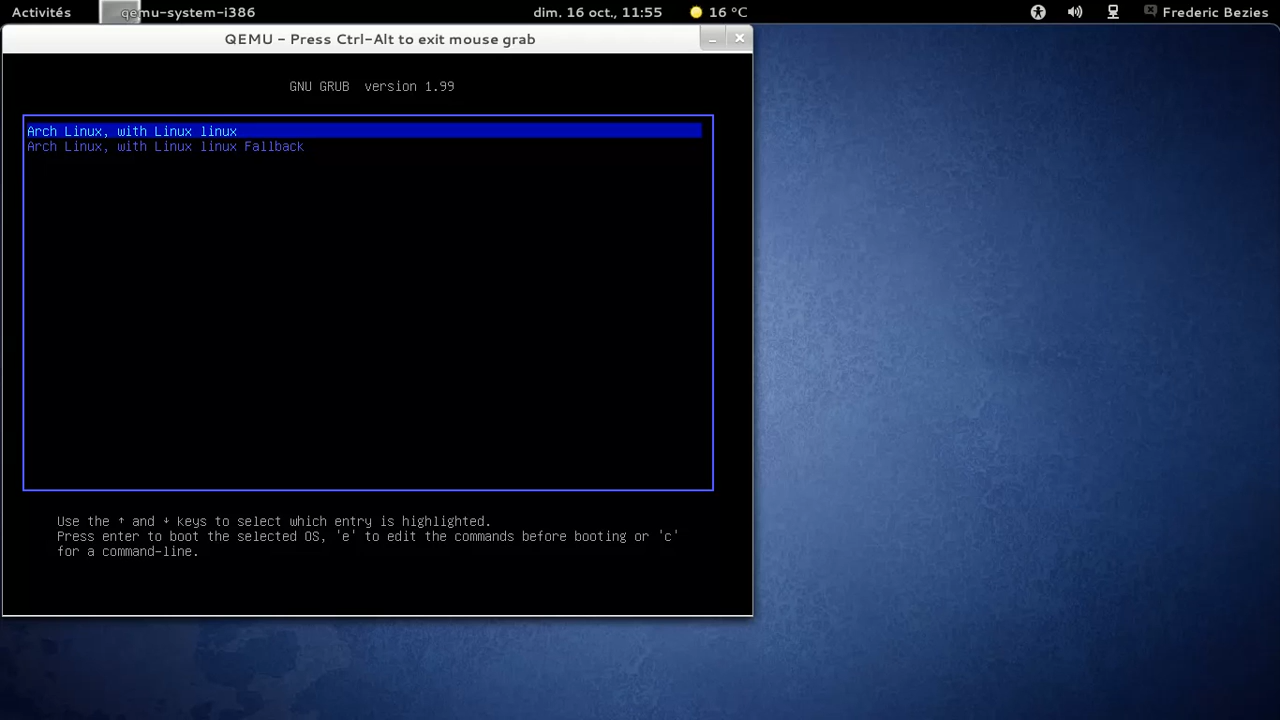 Activités qemu-system-i386 dim. 16 oct., 11:55 16 °C Frederic Bezies
QEMU - Press Ctrl-Alt to exit mouse grab
GNU GRUB version 1.99
Arch Linux, with Linux linux
Arch Linux, with Linux linux Fallback
Use the ↑ and ↓ keys to select which entry is highlighted.
Press enter to boot the selected OS, 'e' to edit the commands before booting or 'c'
for a command-line.